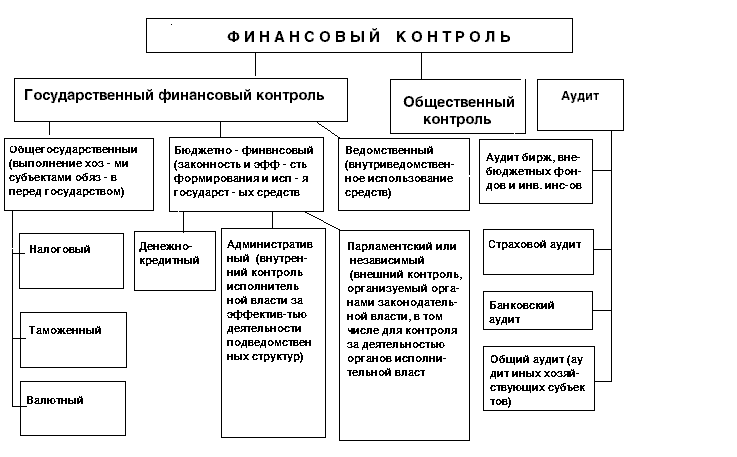 ФИНАНСОВЫЙ КОНТРОЛЬ
Государственный финансовый контроль
Общественный
контроль
Аудит
Общегосударственный
(выполнение хоз - ми
субъектами обяз - в
перед государством)
Бюджетно - финвнсовый
(законность и эфф - сть
формирования и исп - я
государст - ых средств
Ведомственный
(внутриведомствен-
ное использование
средств)
Аудит бирж, вне-
бюджетных фон-
дов и инв. инс-ов
Налоговый
Таможенный
Валютный
Денежно-
кредитный
Административ
ный (внутрен-
ний контроль
исполнитель
ной власти за
эффектив-тью
деятельности
подведомствен
ных структур)
Парламентский или
независимый
(внешний контроль,
организуемый орга-
нами законодатель-
ной власти, в том
числе для контроля
за деятельностью
органов исполни-
тельной власт
Страховой аудит
Банковский
аудит
Общий аудит (ау
дит иных хозяй-
ствующих субъек
тов)